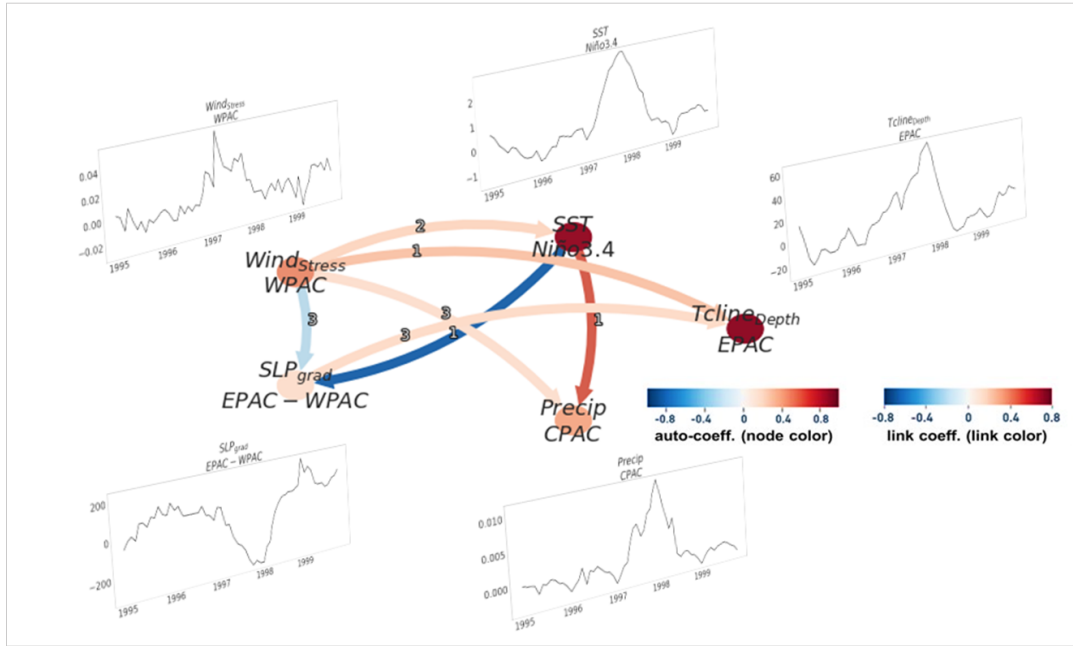 SST
Niño3.4
2
1
0
−1
1995
1996
1997
1998
1999
Wind_Stress
WPAC
0.04
0.02
0.00
−0.02
1995
1996
1997
1999
Tcline_Depth
EPAC
60
40
20
0
−20
1995
1996
1997
1998
1999
2
SST
Niño3.4
1
Wind_Stress
WPAC
3
3
1
3
1
Tcline_Depth
EPAC
SLP_grad
EPAC − WPAC
Precip
CPAC
-0.8 -0.4 0 0.4 0.8
auto-coeff. (node color)
-0.8 -0.4 0 0.4 0.8
link coeff. (link color)
SLP_grad
EPAC − WPAC
200
0
−200
1995
1996
1997
1998
1999
Precip
CPAC
0.010
0.005
0.000
1995
1996
1997
1998
1999